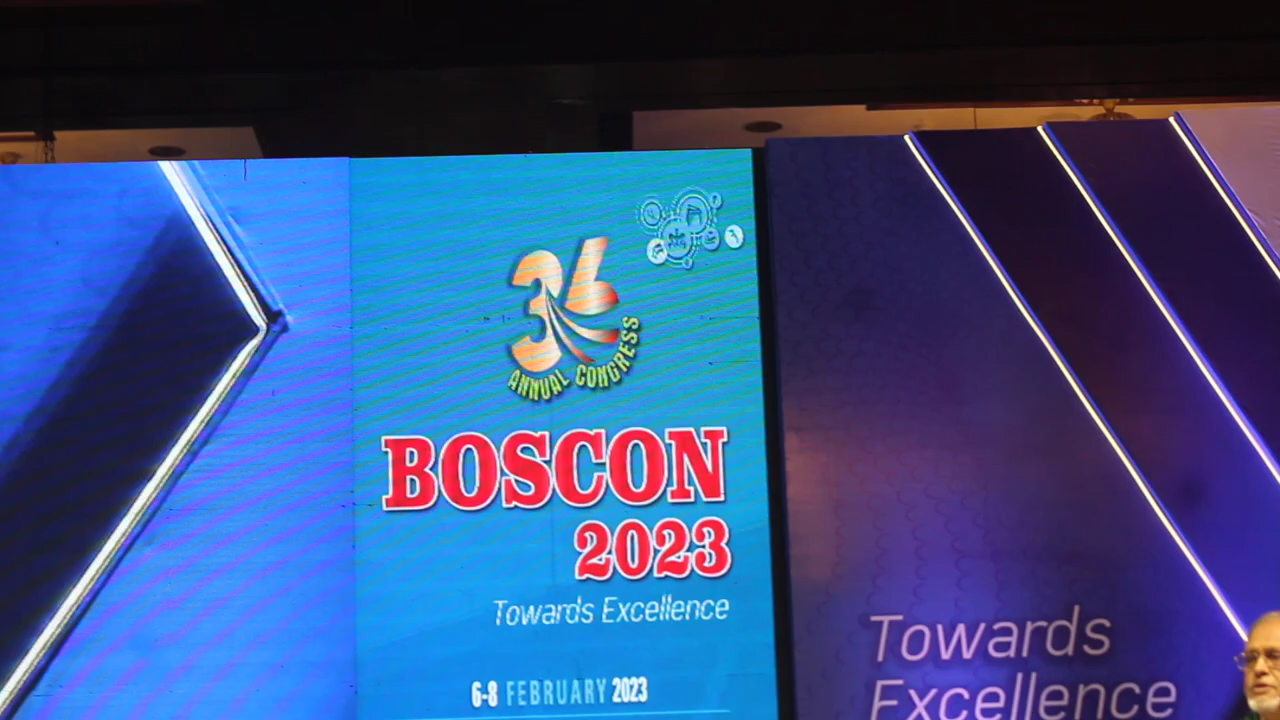 36
ANNUAL CONGRESS
BOSCON
2023
Towards Excellence
6-8 FEBRUARY 2023
Towards
Excellence